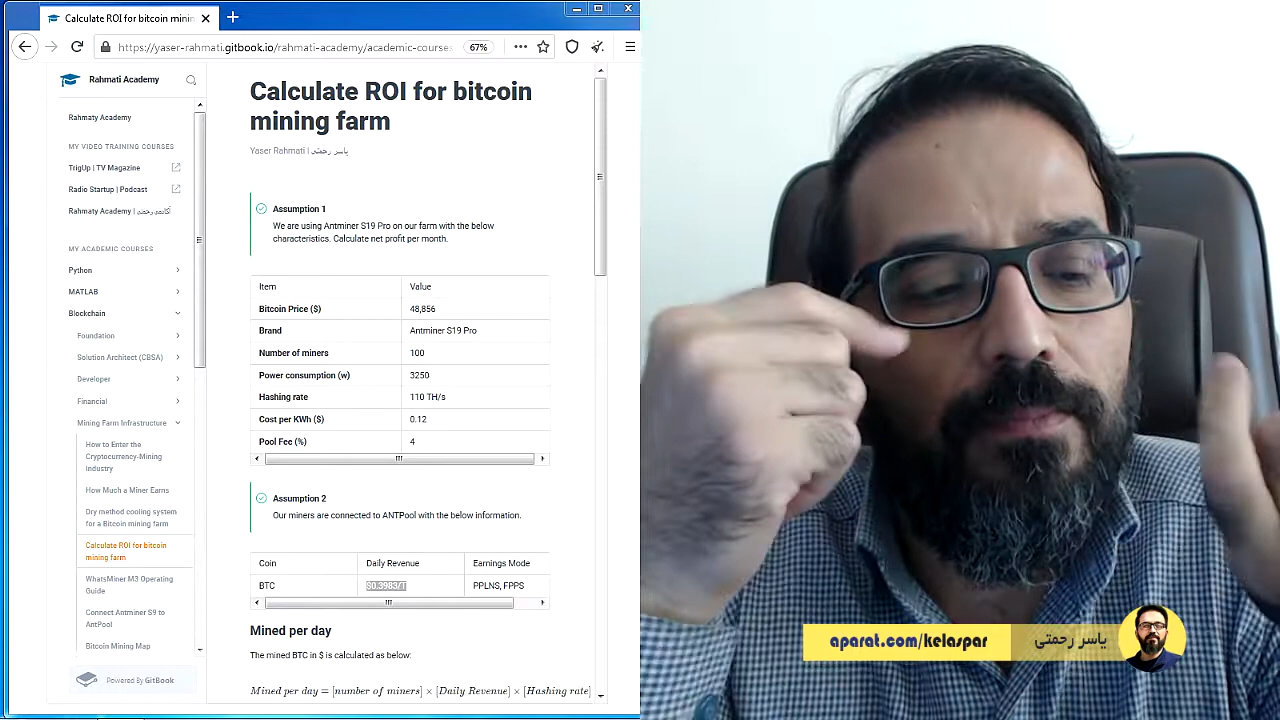 Calculate ROI for bitcoin minin
https://yaser-rahmati.gitbook.io/rahmati-academy/academic-courses
67%
Rahmati Academy
Rahmaty Academy
MY VIDEO TRAINING COURSES
TrigUp | TV Magazine
Radio Startup | Podcast
Rahmaty Academy | آکادمی رحمتی
MY ACADEMIC COURSES
Python
MATLAB
Blockchain
Foundation
Solution Architect (CBSA)
Developer
Financial
Mining Farm Infrastructure
How to Enter the
Cryptocurrency-Mining
Industry
How Much a Miner Earns
Dry method cooling system
for a Bitcoin mining farm
Calculate ROI for bitcoin
mining farm
WhatsMiner M3 Operating
Guide
Connect Antminer S9 to
AntPool
Bitcoin Mining Map
Powered By GitBook
Calculate ROI for bitcoin
mining farm
Yaser Rahmati | یاسر رحمتی
Assumption 1
We are using Antminer S19 Pro on our farm with the below
characteristics. Calculate net profit per month.
Item Value
Bitcoin Price ($) 48,856
Brand Antminer S19 Pro
Number of miners 100
Power consumption (w) 3250
Hashing rate 110 TH/s
Cost per KWh ($) 0.12
Pool Fee (%) 4
Assumption 2
Our miners are connected to ANTPool with the below information.
Coin Daily Revenue Earnings Mode
BTC $0.3983/T PPLNS, FPPS
Mined per day
The mined BTC in $ is calculated as below:
Mined per day = [number of miners] × [Daily Revenue] × [Hashing rate]
aparat.com/kelaspar
یاسر رحمتی